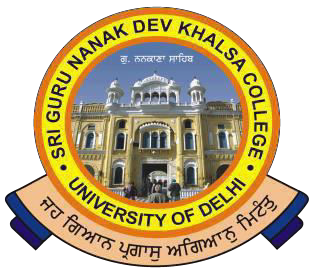 SRI GURU NANAK DEV KHALSA COLLEGE
ਗੁ. ਨਨਕਾਣਾ ਸਾਹਿਬ
• UNIVERSITY OF DELHI •
ਜਹ ਗਿਆਨ ਪ੍ਰਗਾਸੁ ਅਗਿਆਨੁ ਮਿਟੰਤੁ